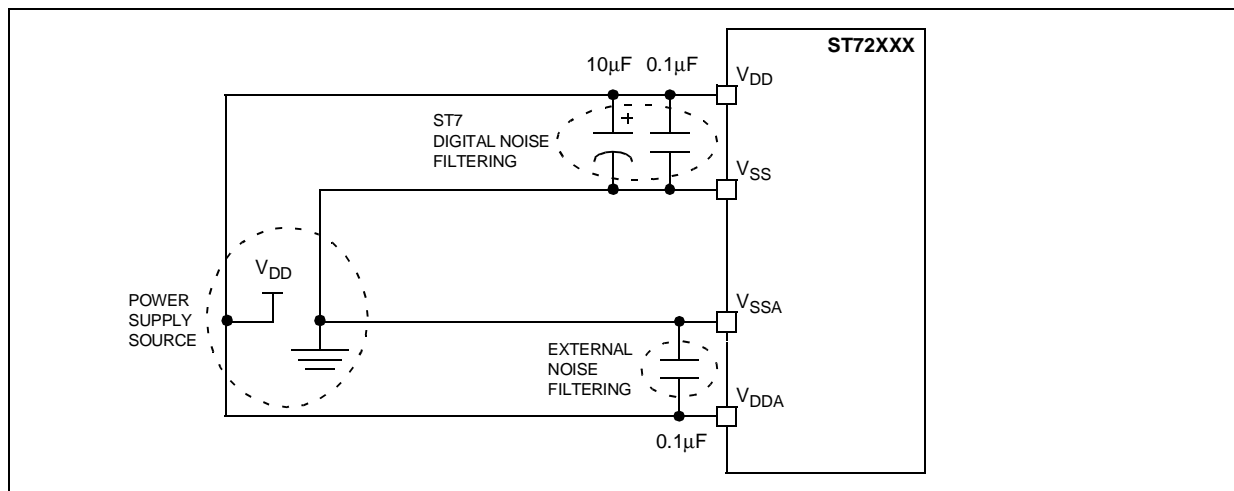 ST72XXX
10μF 0.1μF
VDD
ST7
DIGITAL NOISE
FILTERING
+
VSS
VDD
POWER
SUPPLY
SOURCE
VSSA
EXTERNAL
NOISE
FILTERING
VDDA
0.1μF